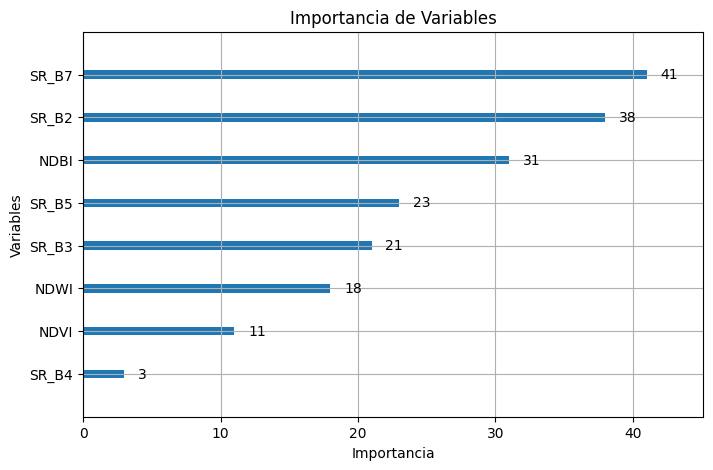 Importancia de Variables
SR_B7 41
SR_B2 38
NDBI 31
SR_B5 23
SR_B3 21
NDWI 18
NDVI 11
SR_B4 3
Variables
0 10 20 30 40
Importancia